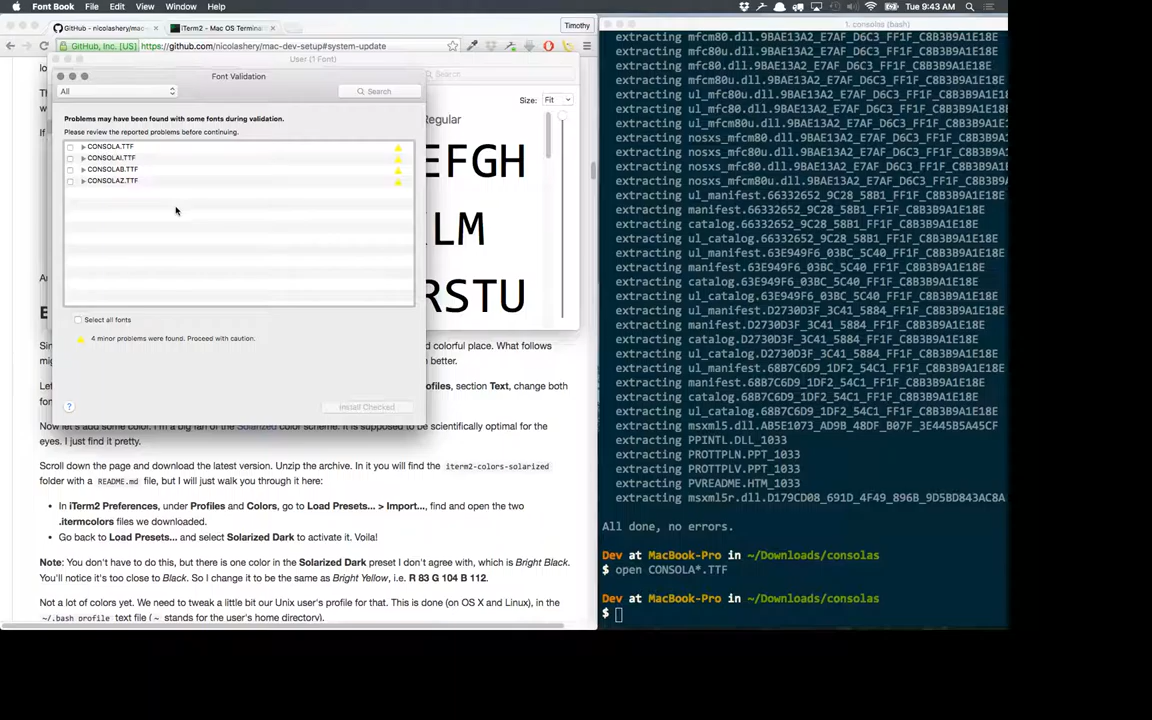 Font Book File Edit View Window Help
Tue 9:43 AM
GitHub - nicolashery/mac-
iTerm2 - Mac OS Termina
Timothy
GitHub, Inc. [US] https://github.com/nicolashery/mac-dev-setup#system-update
User (1 Font)
Search
Font Validation
All
Search
Size: Fit
Problems may have been found with some fonts during validation.
Please review the reported problems before continuing.
CONSOLA.TTF
CONSOLAI.TTF
CONSOLAB.TTF
CONSOLAZ.TTF
Select all fonts
4 minor problems were found. Proceed with caution.
? Install Checked
Regular
EFGH
LM
RSTU
If
and colorful place. What follows
n better.
ofiles, section Text, change both
Now let's add some color. I'm a big fan of the Solarized color scheme. It is supposed to be scientifically optimal for the
eyes. I just find it pretty.
Scroll down the page and download the latest version. Unzip the archive. In it you will find the iterm2-colors-solarized
folder with a README.md file, but I will just walk you through it here:
• In iTerm2 Preferences, under Profiles and Colors, go to Load Presets... > Import..., find and open the two
.itermcolors files we downloaded.
• Go back to Load Presets... and select Solarized Dark to activate it. Voila!
Note: You don't have to do this, but there is one color in the Solarized Dark preset I don't agree with, which is Bright Black.
You'll notice it's too close to Black. So I change it to be the same as Bright Yellow, i.e. R 83 G 104 B 112.
Not a lot of colors yet. We need to tweak a little bit our Unix user's profile for that. This is done (on OS X and Linux), in the
~/.bash_profile text file (~ stands for the user's home directory).
1. consolas (bash)
extracting mfcm80.dll.9BAE13A2_E7AF_D6C3_FF1F_C8B3B9A1E18E
extracting mfc80u.dll.9BAE13A2_E7AF_D6C3_FF1F_C8B3B9A1E18E
extracting mfc80.dll.9BAE13A2_E7AF_D6C3_FF1F_C8B3B9A1E18E
extracting mfcm80u.dll.9BAE13A2_E7AF_D6C3_FF1F_C8B3B9A1E18E
extracting ul_mfc80u.dll.9BAE13A2_E7AF_D6C3_FF1F_C8B3B9A1E18E
extracting ul_mfcm80u.dll.9BAE13A2_E7AF_D6C3_FF1F_C8B3B9A1E18E
extracting nosxs_mfcm80.dll.9BAE13A2_E7AF_D6C3_FF1F_C8B3B9A1E18E
extracting nosxs_mfc80u.dll.9BAE13A2_E7AF_D6C3_FF1F_C8B3B9A1E18E
extracting nosxs_mfc80.dll.9BAE13A2_E7AF_D6C3_FF1F_C8B3B9A1E18E
extracting nosxs_mfcm80u.dll.9BAE13A2_E7AF_D6C3_FF1F_C8B3B9A1E18E
extracting ul_manifest.66332652_9C28_58B1_FF1F_C8B3B9A1E18E
extracting manifest.66332652_9C28_58B1_FF1F_C8B3B9A1E18E
extracting catalog.66332652_9C28_58B1_FF1F_C8B3B9A1E18E
extracting ul_catalog.66332652_9C28_58B1_FF1F_C8B3B9A1E18E
extracting ul_manifest.63E949F6_03BC_5C40_FF1F_C8B3B9A1E18E
extracting manifest.63E949F6_03BC_5C40_FF1F_C8B3B9A1E18E
extracting catalog.63E949F6_03BC_5C40_FF1F_C8B3B9A1E18E
extracting ul_catalog.63E949F6_03BC_5C40_FF1F_C8B3B9A1E18E
extracting ul_manifest.D2730D3F_3C41_5884_FF1F_C8B3B9A1E18E
extracting manifest.D2730D3F_3C41_5884_FF1F_C8B3B9A1E18E
extracting catalog.D2730D3F_3C41_5884_FF1F_C8B3B9A1E18E
extracting ul_catalog.D2730D3F_3C41_5884_FF1F_C8B3B9A1E18E
extracting ul_manifest.68B7C6D9_1DF2_54C1_FF1F_C8B3B9A1E18E
extracting manifest.68B7C6D9_1DF2_54C1_FF1F_C8B3B9A1E18E
extracting catalog.68B7C6D9_1DF2_54C1_FF1F_C8B3B9A1E18E
extracting ul_catalog.68B7C6D9_1DF2_54C1_FF1F_C8B3B9A1E18E
extracting msxml5.dll.AB5E1073_AD9B_48DF_B07F_3E445B5A45CF
extracting PPINTL.DLL_1033
extracting PROTTPLN.PPT_1033
extracting PROTTPLV.PPT_1033
extracting PVREADME.HTM_1033
extracting msxml5r.dll.D179CD08_691D_4F49_896B_9D5BD843AC8A
All done, no errors.
Dev at MacBook-Pro in ~/Downloads/consolas
$ open CONSOLA*.TTF
Dev at MacBook-Pro in ~/Downloads/consolas
$